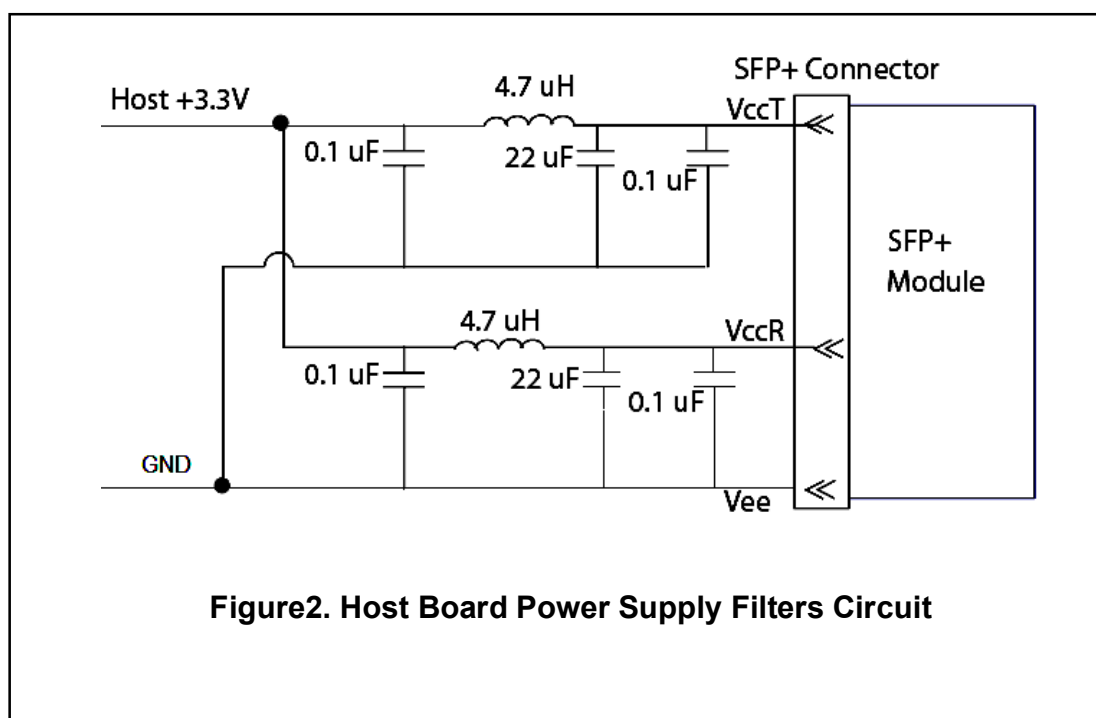 SFP+ Connector
4.7 uH
Host +3.3V
VccT
0.1 uF
22 uF
0.1 uF
SFP+
Module
4.7 uH
VccR
0.1 uF
22 uF
0.1 uF
GND
Vee
Figure2. Host Board Power Supply Filters Circuit